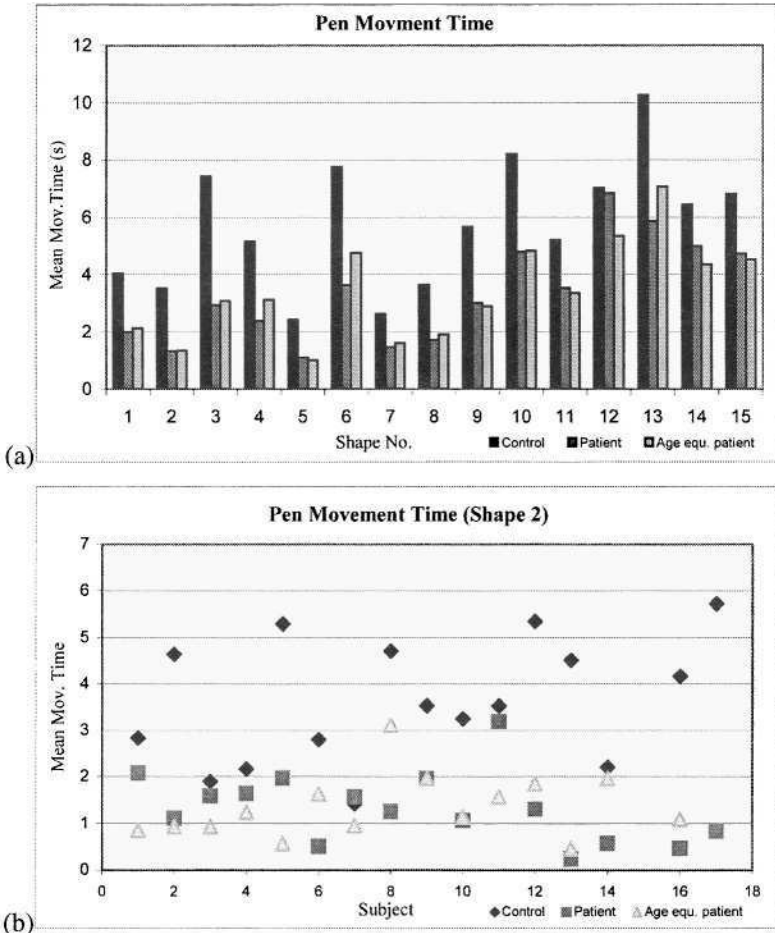 Pen Movment Time
12
10
8
6
4
2
0
Mean Mov.Time (s)
1 2 3 4 5 6 7 8 9 10 11 12 13 14 15
Shape No.
Control Patient Age equ. patient
(a)
Pen Movement Time (Shape 2)
7
6
5
4
3
2
1
0
Mean Mov. Time
0 2 4 6 8 10 12 14 16 18
Subject
Control Patient Age equ. patient
(b)